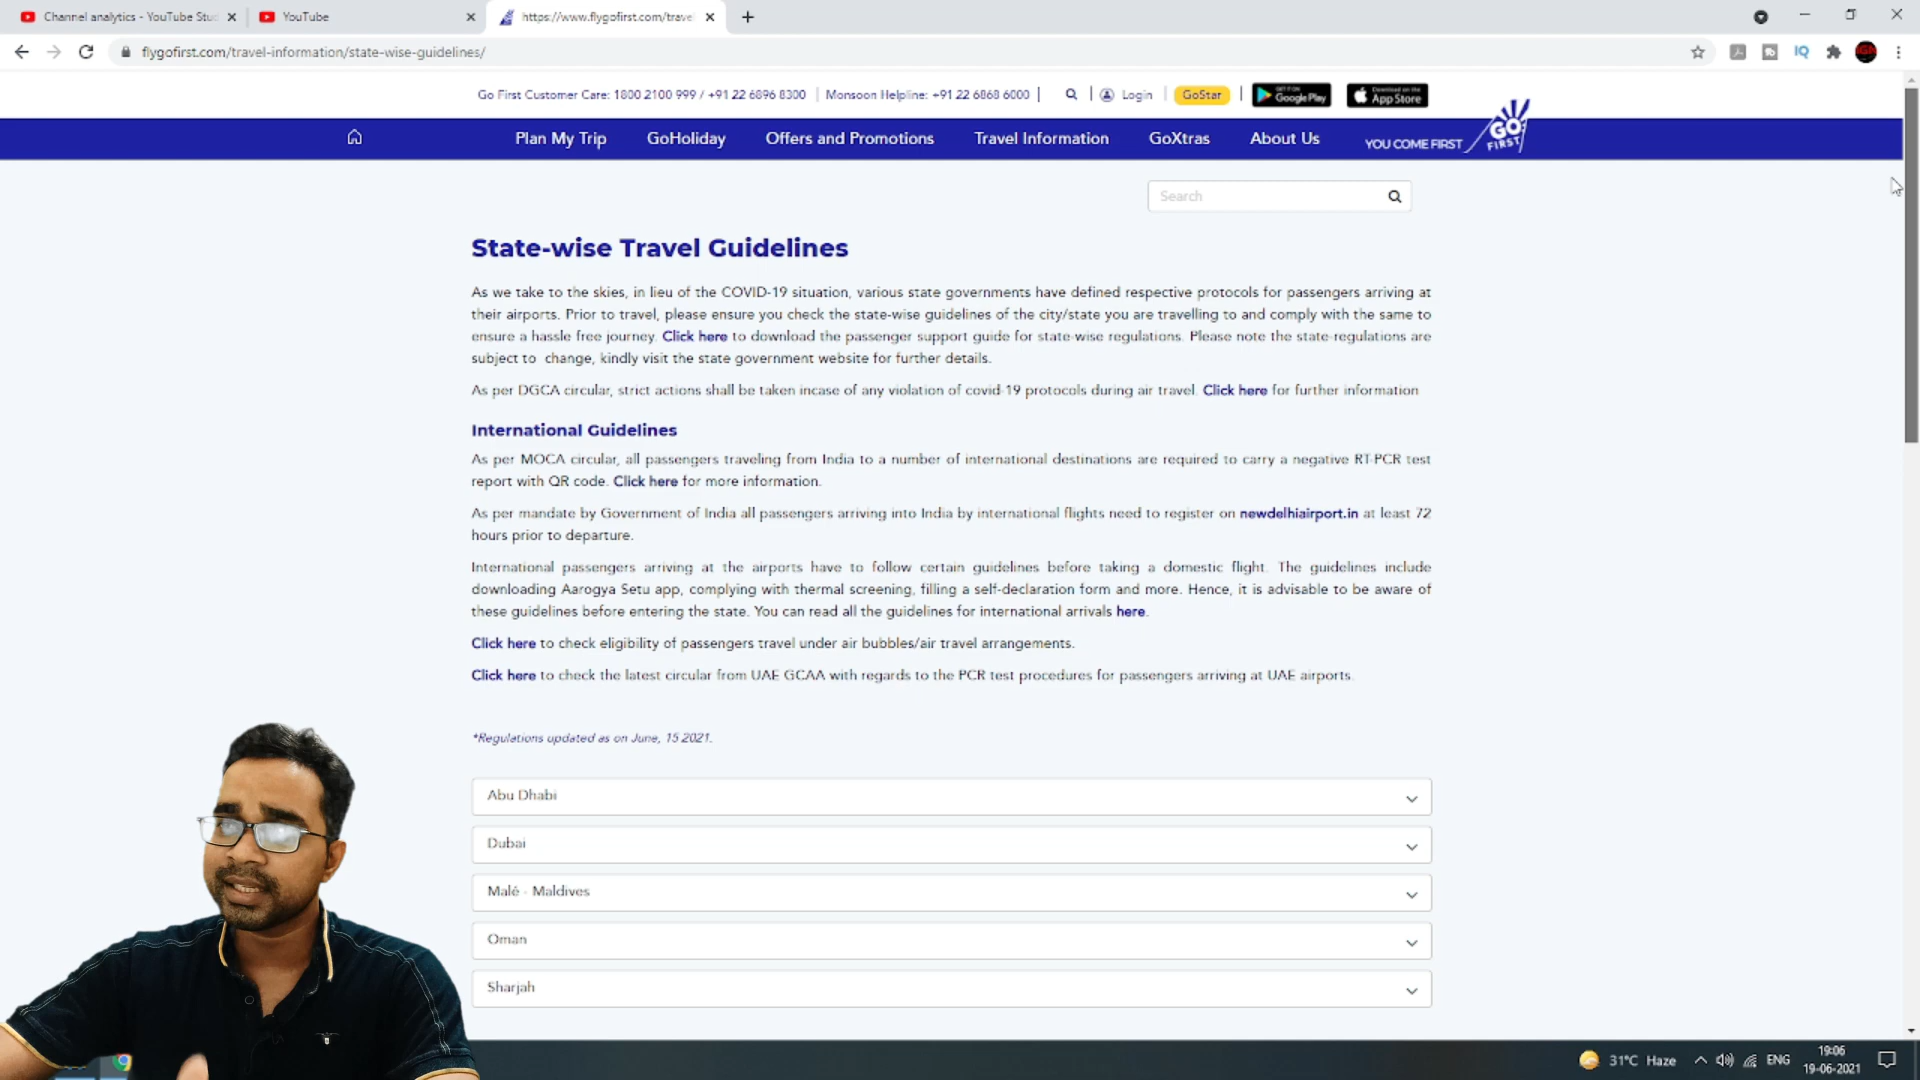 Channel analytics - YouTube Stu
YouTube
https://www.flygofirst.com/trave
flygofirst.com/travel-information/state-wise-guidelines/
IQ
Go First Customer Care: 1800 2100 999 / +91 22 6896 8300
Monsoon Helpline: +91 22 6868 6000
Login
GoStar
GET IT ON Google Play
Download on the App Store
Plan My Trip
GoHoliday
Offers and Promotions
Travel Information
GoXtras
About Us
YOU COME FIRST
GO FIRST
Search
State-wise Travel Guidelines
As we take to the skies, in lieu of the COVID-19 situation, various state governments have defined respective protocols for passengers arriving at
their airports. Prior to travel, please ensure you check the state-wise guidelines of the city/state you are travelling to and comply with the same to
ensure a hassle free journey. Click here to download the passenger support guide for state-wise regulations. Please note the state-regulations are
subject to change, kindly visit the state government website for further details.
As per DGCA circular, strict actions shall be taken incase of any violation of covid-19 protocols during air travel. Click here for further information
International Guidelines
As per MOCA circular, all passengers traveling from India to a number of international destinations are required to carry a negative RT-PCR test
report with QR code. Click here for more information.
As per mandate by Government of India all passengers arriving into India by international flights need to register on newdelhiairport.in at least 72
hours prior to departure.
International passengers arriving at the airports have to follow certain guidelines before taking a domestic flight. The guidelines include
downloading Aarogya Setu app, complying with thermal screening, filling a self-declaration form and more. Hence, it is advisable to be aware of
these guidelines before entering the state. You can read all the guidelines for international arrivals here.
Click here to check eligibility of passengers travel under air bubbles/air travel arrangements.
Click here to check the latest circular from UAE GCAA with regards to the PCR test procedures for passengers arriving at UAE airports.
*Regulations updated as on June, 15 2021.
Abu Dhabi
Dubai
Malé - Maldives
Oman
Sharjah
31°C Haze
ENG
19:06
19-06-2021